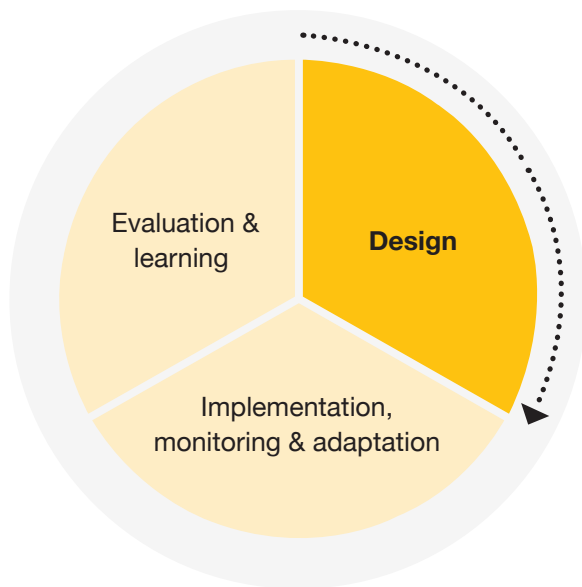 Evaluation &
learning
Design
Implementation,
monitoring & adaptation